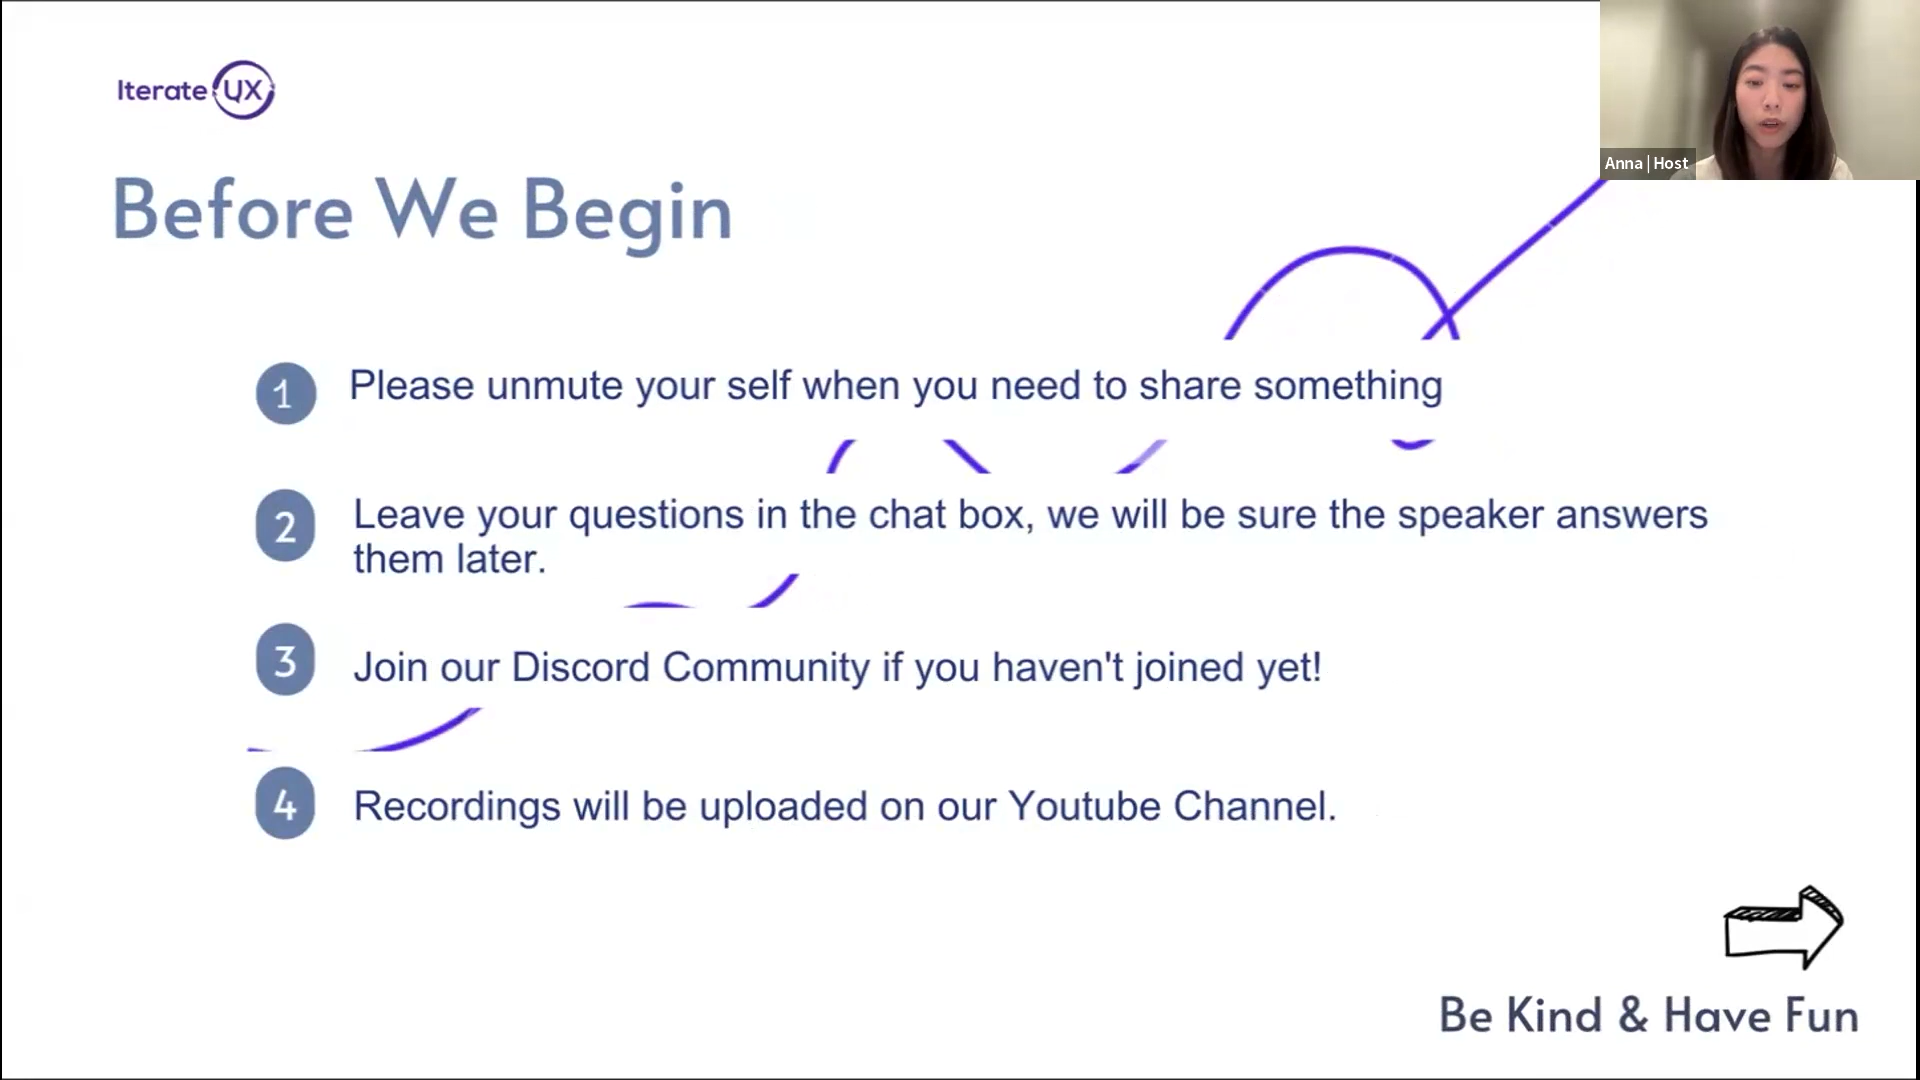 Iterate UX
Anna | Host
Before We Begin
1 Please unmute your self when you need to share something
2 Leave your questions in the chat box, we will be sure the speaker answers
them later.
3 Join our Discord Community if you haven't joined yet!
4 Recordings will be uploaded on our Youtube Channel.
Be Kind & Have Fun